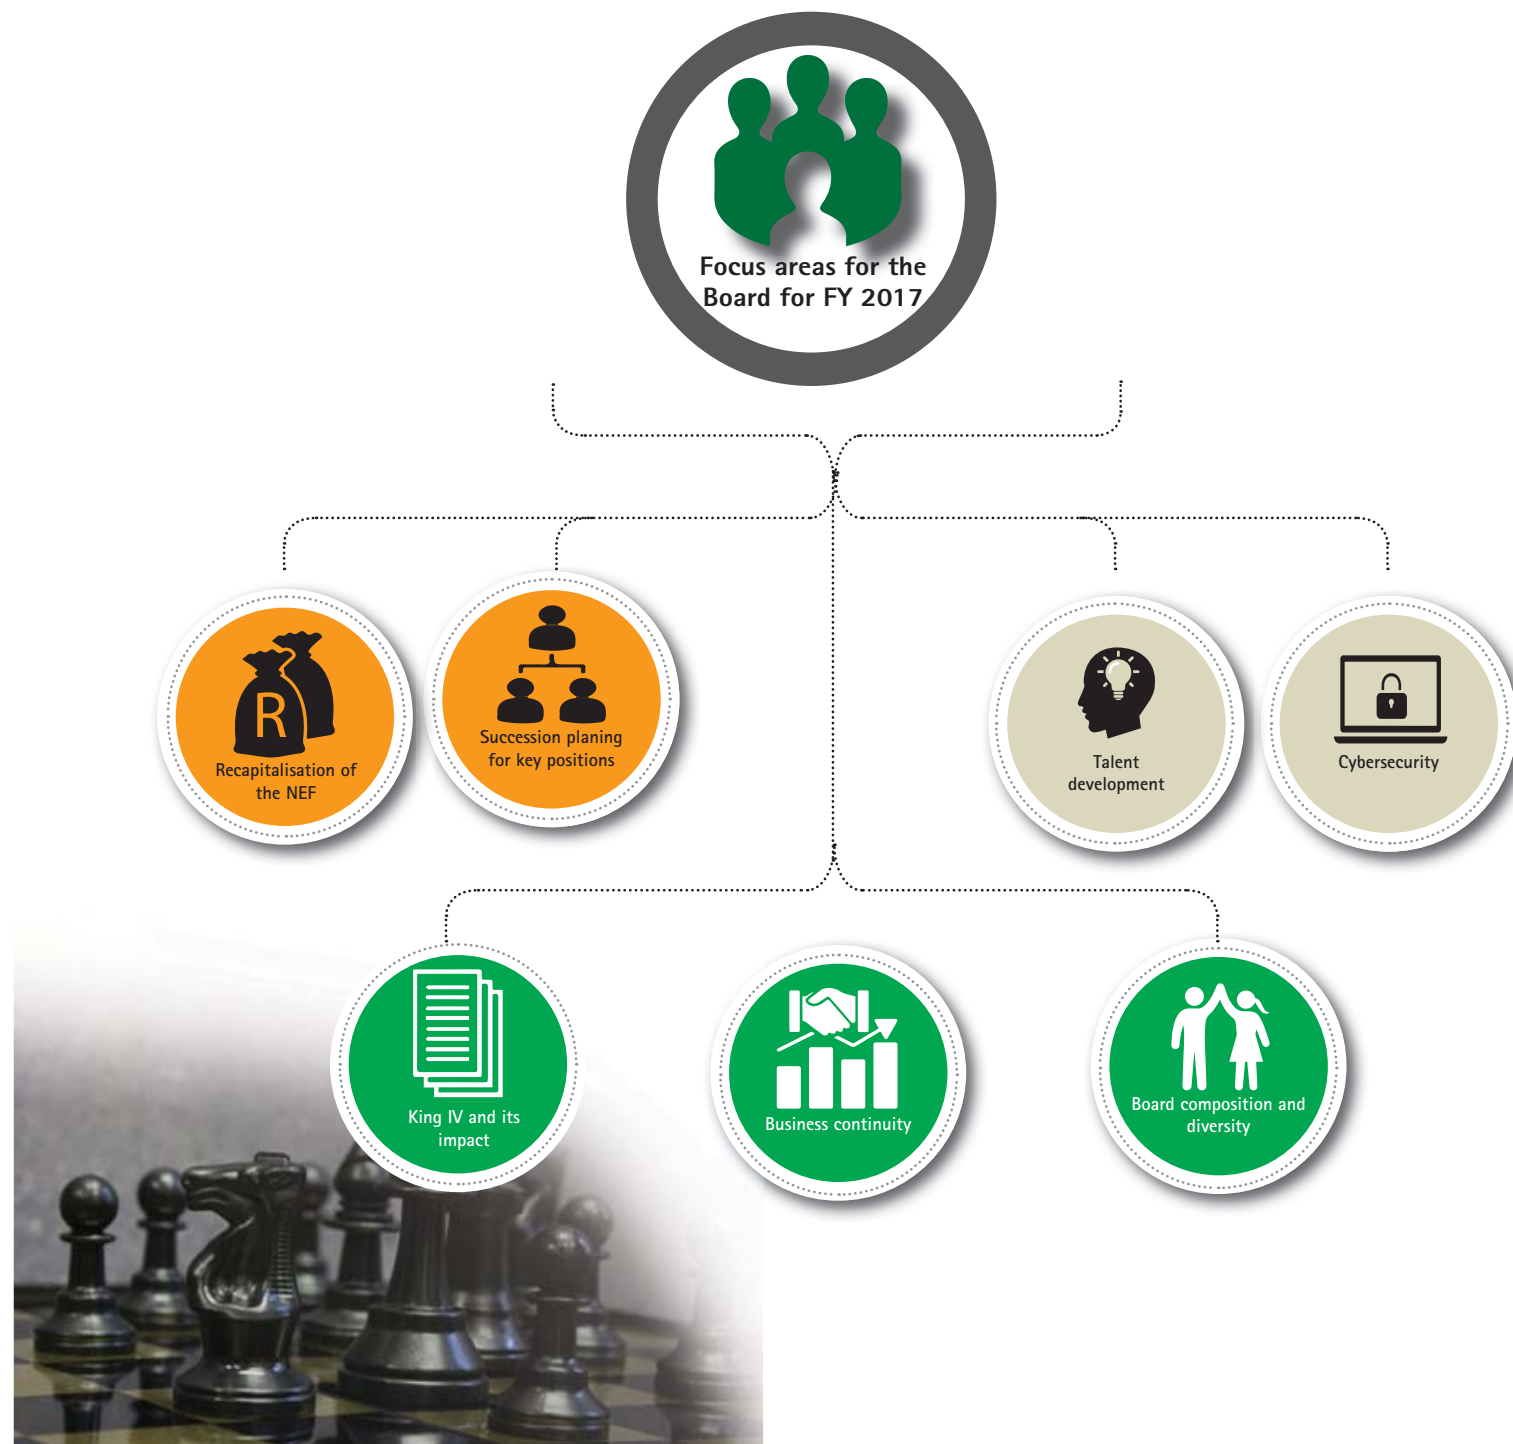 Focus areas for the
Board for FY 2017
R
Recapitalisation of
the NEF
Succession planing
for key positions
Talent
development
Cybersecurity
King IV and its
impact
Business continuity
Board composition and
diversity